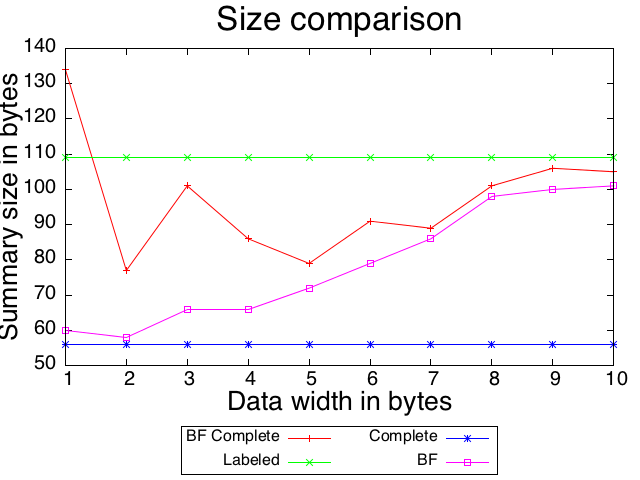 Size comparison
140
130
120
110
100
90
80
70
60
50
Summary size in bytes
1 2 3 4 5 6 7 8 9 10
Data width in bytes
BF Complete Complete
Labeled BF